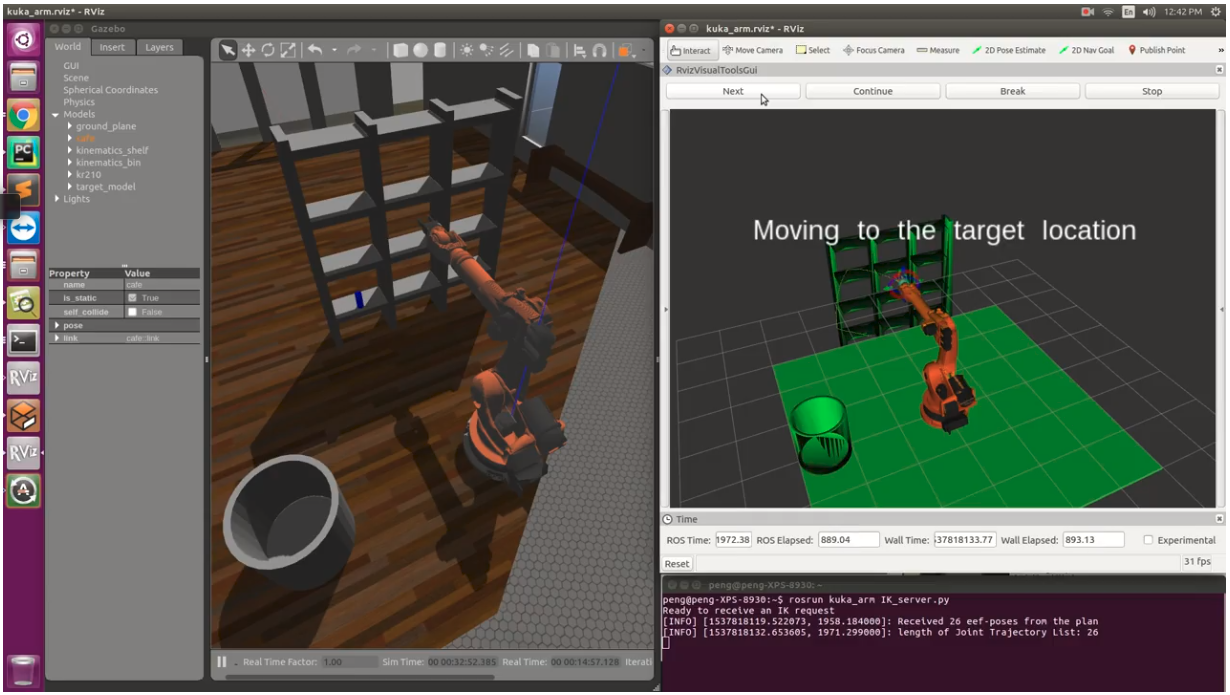 kuka_arm.rviz* - RViz
En
12:42 PM
Gazebo
World Insert Layers
GUI
Scene
Spherical Coordinates
Physics
Models
ground_plane
cafe
kinematics_shelf
kinematics_bin
kr210
target_model
Lights
Property Value
name cafe
is_static True
self_collide False
pose
link cafe::link
PC
RViz
RViz
Real Time Factor: 1.00 Sim Time: 00 00:32:52.385 Real Time: 00 00:14:57.128 Iterati
kuka_arm.rviz* - RViz
Interact Move Camera Select Focus Camera Measure 2D Pose Estimate 2D Nav Goal Publish Point »
RvizVisualToolsGui
Next Continue Break Stop
Moving to the target location
Time
ROS Time: 1972.38 ROS Elapsed: 889.04 Wall Time: 37818133.77 Wall Elapsed: 893.13 Experimental
Reset 31 fps
peng@peng-XPS-8930: ~
peng@peng-XPS-8930:~$ rosrun kuka_arm IK_server.py
Ready to receive an IK request
[INFO] [1537818119.522073, 1958.184000]: Received 26 eef-poses from the plan
[INFO] [1537818132.653605, 1971.299000]: length of Joint Trajectory List: 26